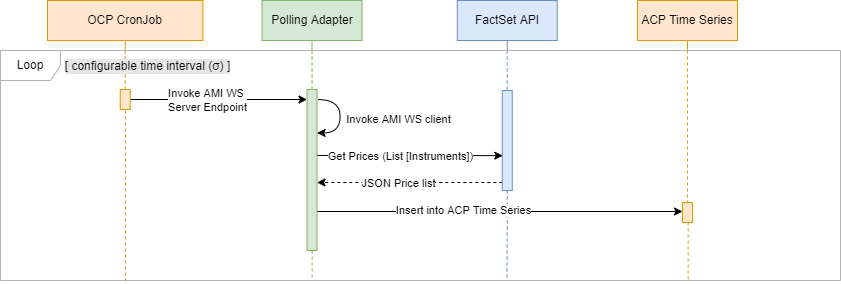 OCP CronJob
Polling Adapter
FactSet API
ACP Time Series
Loop
[ configurable time interval (σ) ]
Invoke AMI WS
Server Endpoint
Invoke AMI WS client
Get Prices (List [Instruments])
JSON Price list
Insert into ACP Time Series